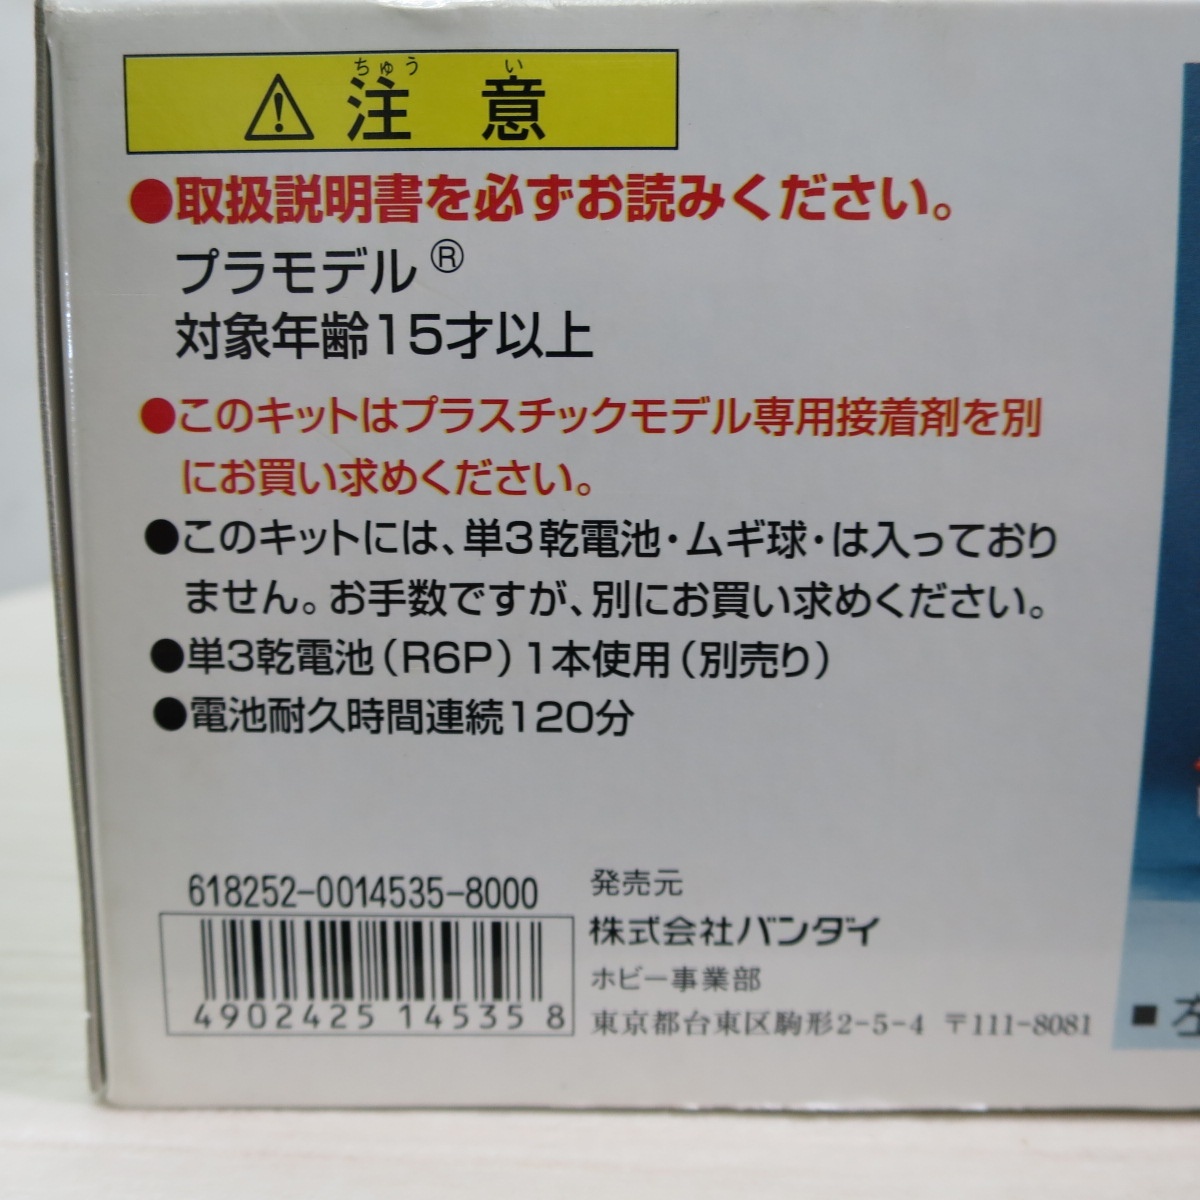 ちゅう い
注 意
●取扱説明書を必ずお読みください。
プラモデル®
対象年齢15才以上
●このキットはプラスチックモデル専用接着剤を別
にお買い求めください。
●このキットには、単3乾電池・ムギ球・は入っており
ません。お手数ですが、別にお買い求めください。
●単3乾電池(R6P)1本使用(別売り)
●電池耐久時間連続120分
618252-0014535-8000
4902425 14535 8
発売元
株式会社バンダイ
ホビー事業部
東京都台東区駒形2-5-4 〒111-8081
■左